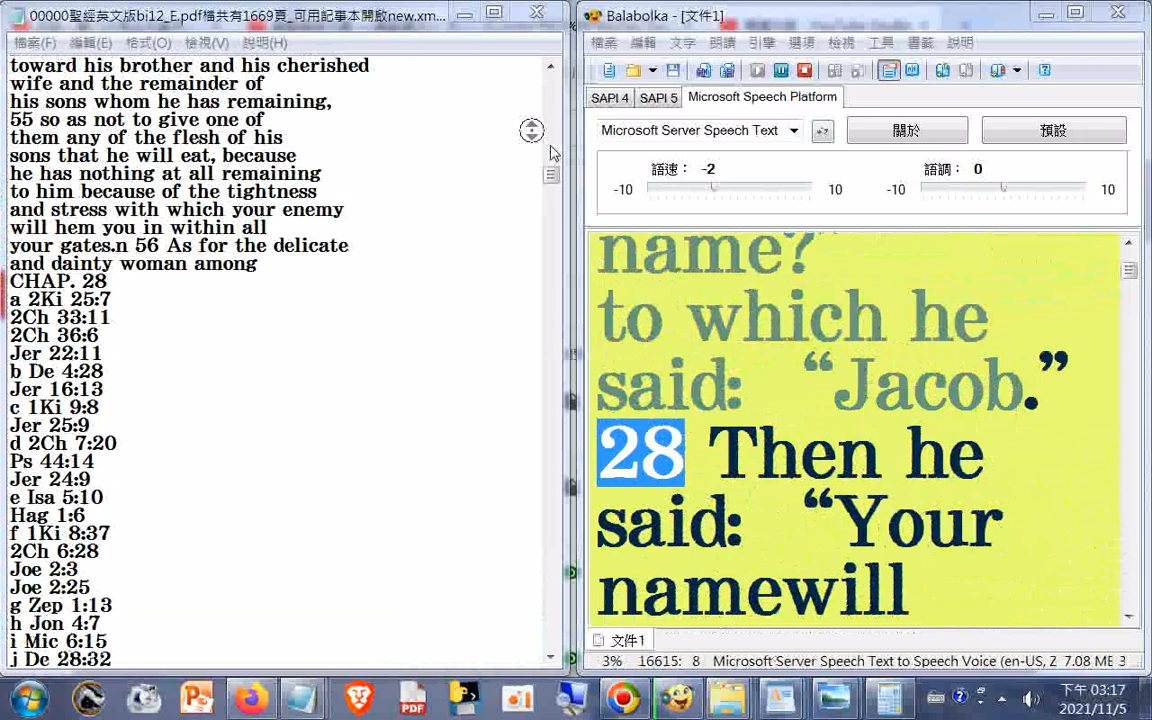 00000聖經英文版bi12_E.pdf檔共有1669頁_可用記事本開啟new.xm...
檔案(F) 編輯(E) 格式(O) 檢視(V) 說明(H)
toward his brother and his cherished
wife and the remainder of
his sons whom he has remaining,
55 so as not to give one of
them any of the flesh of his
sons that he will eat, because
he has nothing at all remaining
to him because of the tightness
and stress with which your enemy
will hem you in within all
your gates.n 56 As for the delicate
and dainty woman among
CHAP. 28
a 2Ki 25:7
2Ch 33:11
2Ch 36:6
Jer 22:11
b De 4:28
Jer 16:13
c 1Ki 9:8
Jer 25:9
d 2Ch 7:20
Ps 44:14
Jer 24:9
e Isa 5:10
Hag 1:6
f 1Ki 8:37
2Ch 6:28
Joe 2:3
Joe 2:25
g Zep 1:13
h Jon 4:7
i Mic 6:15
j De 28:32
Balabolka - [文件1]
檔案 編輯 文字 朗讀 引擎 選項 檢視 工具 書籤 說明
SAPI 4 SAPI 5 Microsoft Speech Platform
Microsoft Server Speech Text 關於 預設
語速： -2 語調： 0
-10 10 -10 10
name?
to which he
said: “Jacob.”
28 Then he
said: “Your
namewill
文件1
3% 16615: 8 Microsoft Server Speech Text to Speech Voice (en-US, Z 7.08 MB 3
PDF
下午 03:17
2021/11/5